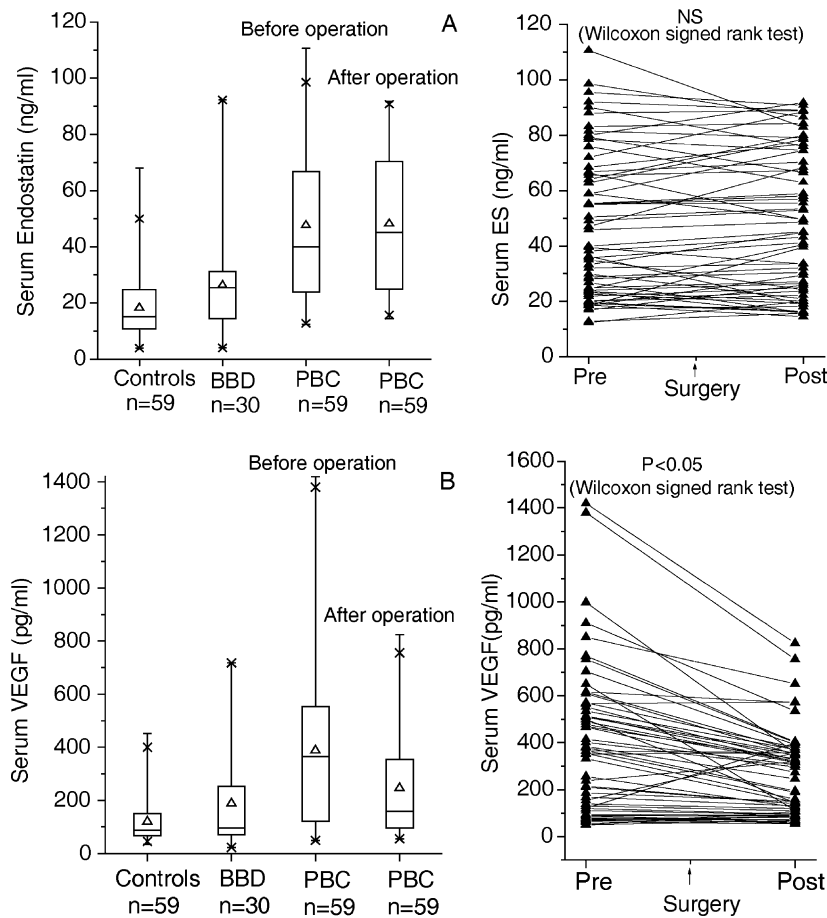 A
Before operation
After operation
Serum Endostatin (ng/ml)
120
100
80
60
40
20
0
Controls BBD PBC PBC
n=59 n=30 n=59 n=59
NS
(Wilcoxon signed rank test)
Serum ES (ng/ml)
120
100
80
60
40
20
0
Pre Post
Surgery
B
Before operation
After operation
Serum VEGF (pg/ml)
1400
1200
1000
800
600
400
200
0
Controls BBD PBC PBC
n=59 n=30 n=59 n=59
P<0.05
(Wilcoxon signed rank test)
Serum VEGF(pg/ml)
1600
1400
1200
1000
800
600
400
200
0
Pre Post
Surgery